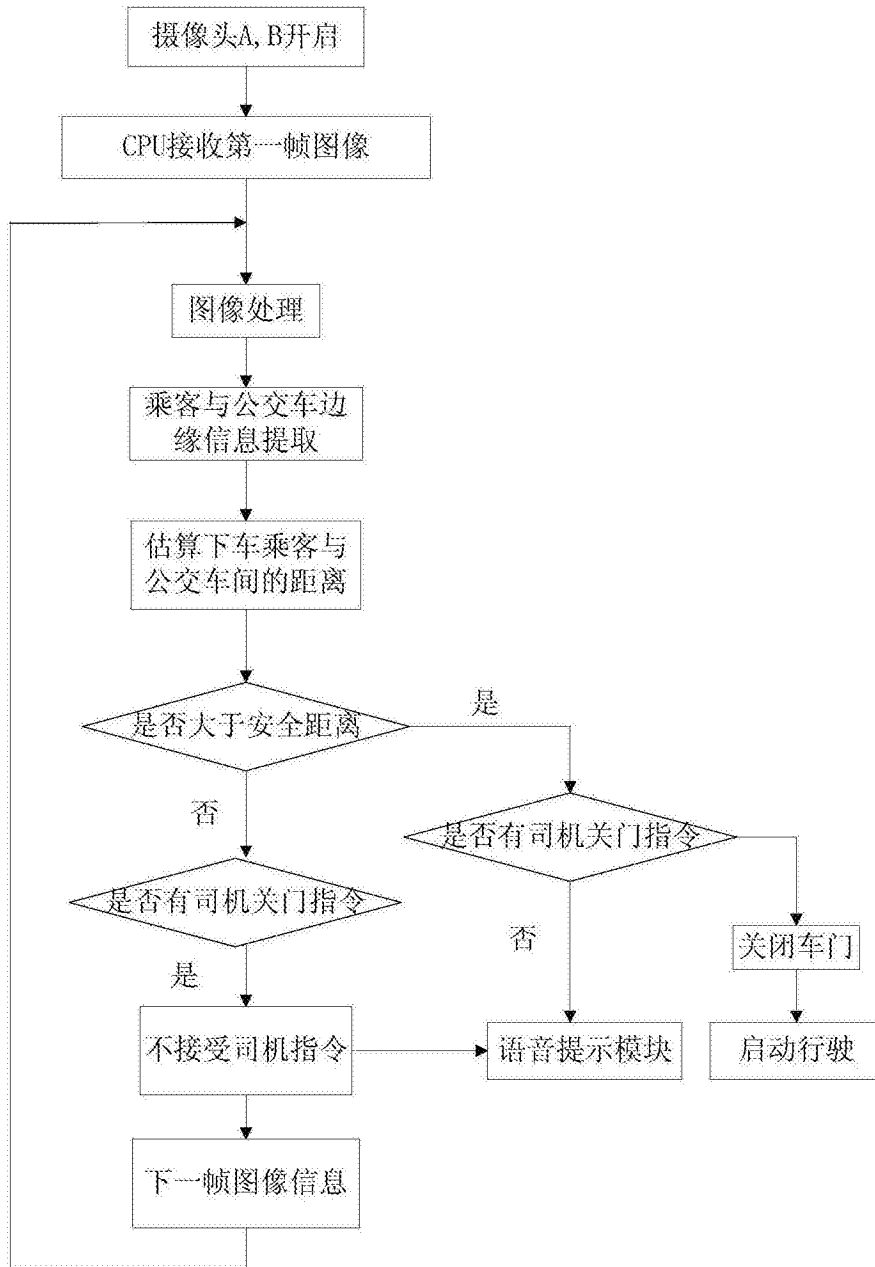 摄像头A,B开启
CPU接收第一帧图像
图像处理
乘客与公交车边
缘信息提取
估算下车乘客与
公交车间的距离
是否大于安全距离
是
否
是否有司机关门指令
是否有司机关门指令
否
关闭车门
是
不接受司机指令
语音提示模块
启动行驶
下一帧图像信息